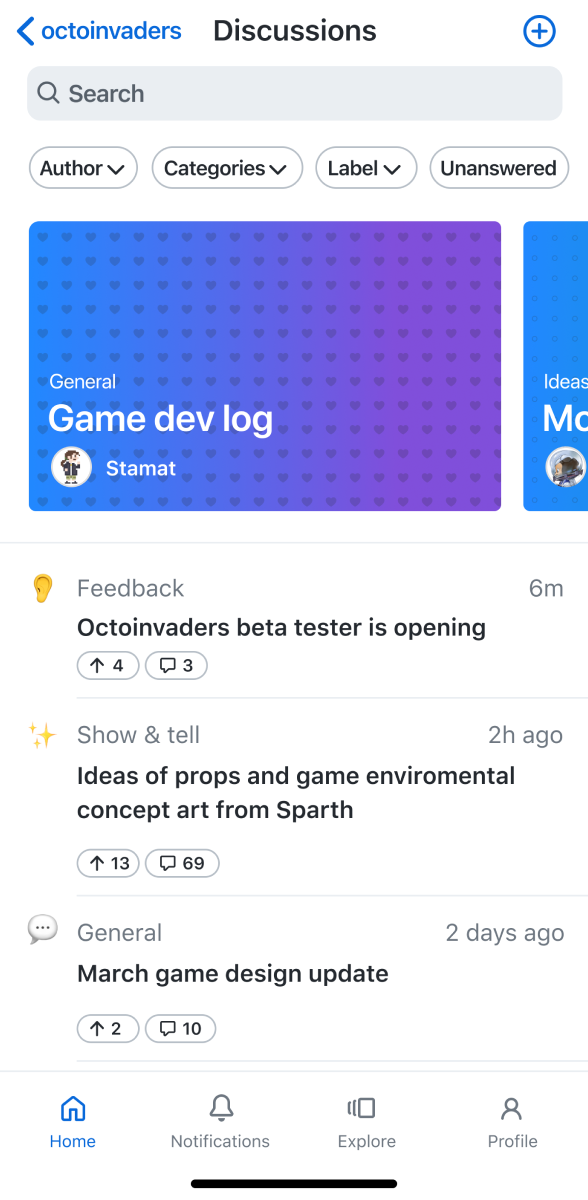 octoinvaders Discussions
Search
Author Categories Label Unanswered
General
Game dev log
Stamat
Ideas
Feedback 6m
Octoinvaders beta tester is opening
4 3
Show & tell 2h ago
Ideas of props and game enviromental
concept art from Sparth
13 69
General 2 days ago
March game design update
2 10
Home Notifications Explore Profile